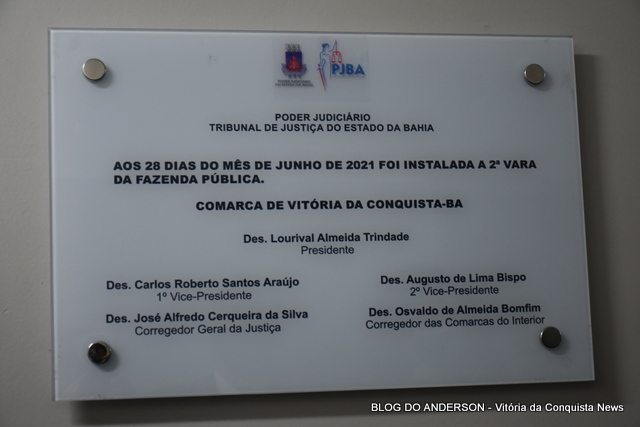 PJBA
PODER JUDICIÁRIO
TRIBUNAL DE JUSTIÇA DO ESTADO DA BAHIA
AOS 28 DIAS DO MÊS DE JUNHO DE 2021 FOI INSTALADA A 2ª VARA
DA FAZENDA PÚBLICA.
COMARCA DE VITÓRIA DA CONQUISTA-BA
Des. Lourival Almeida Trindade
Presidente
Des. Carlos Roberto Santos Araújo
1º Vice-Presidente
Des. Augusto de Lima Bispo
2º Vice-Presidente
Des. José Alfredo Cerqueira da Silva
Corregedor Geral da Justiça
Des. Osvaldo de Almeida Bomfim
Corregedor das Comarcas do Interior
BLOG DO ANDERSON - Vitória da Conquista News